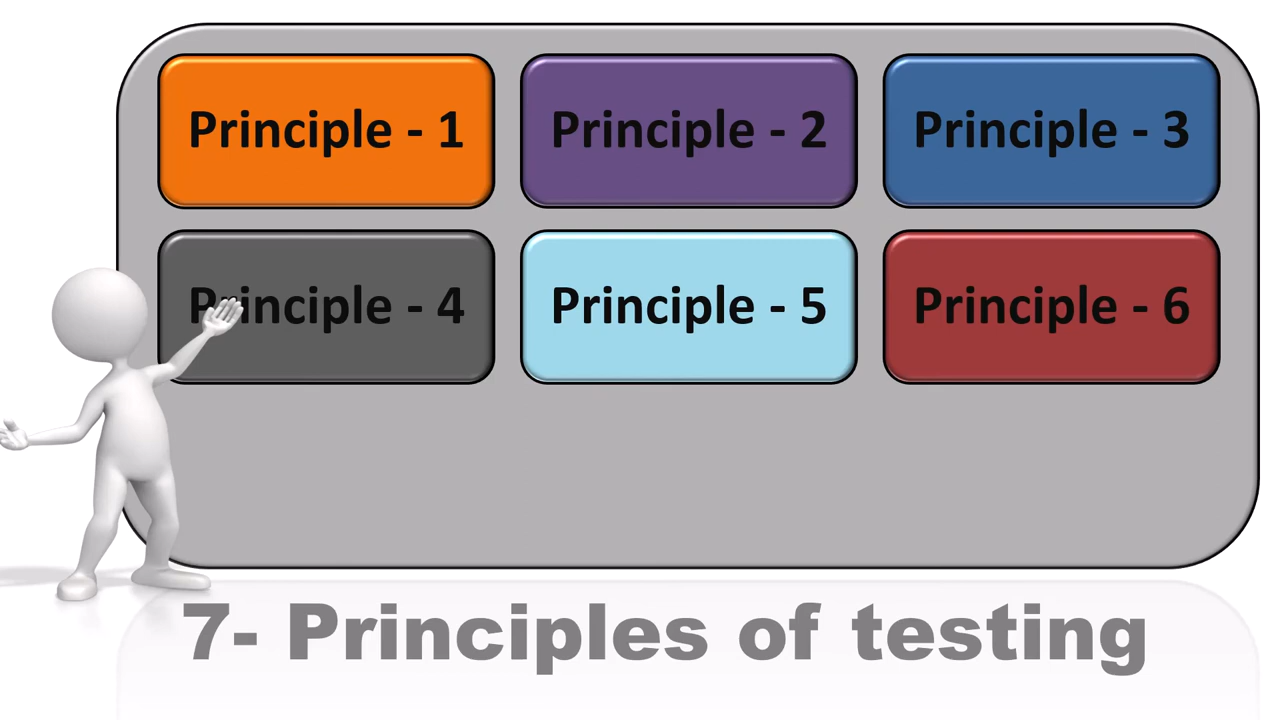 Principle - 1
Principle - 2
Principle - 3
Principle - 4
Principle - 5
Principle - 6
7- Principles of testing